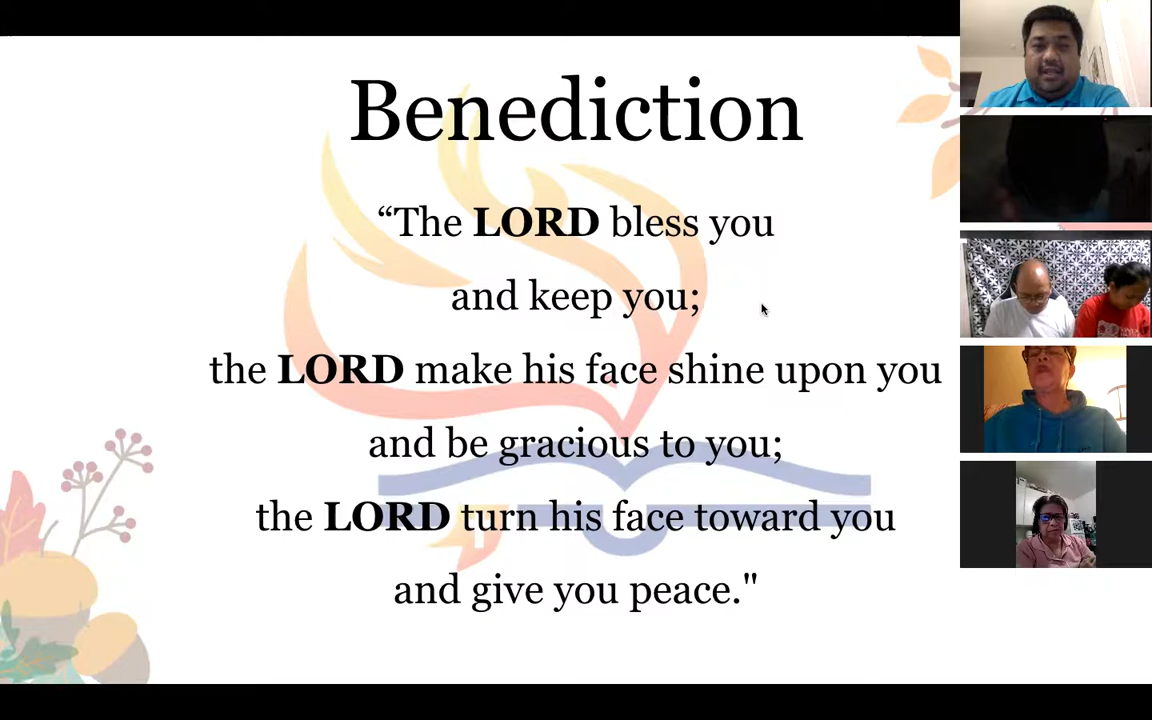 Benediction
“The LORD bless you
and keep you;
the LORD make his face shine upon you
and be gracious to you;
the LORD turn his face toward you
and give you peace."